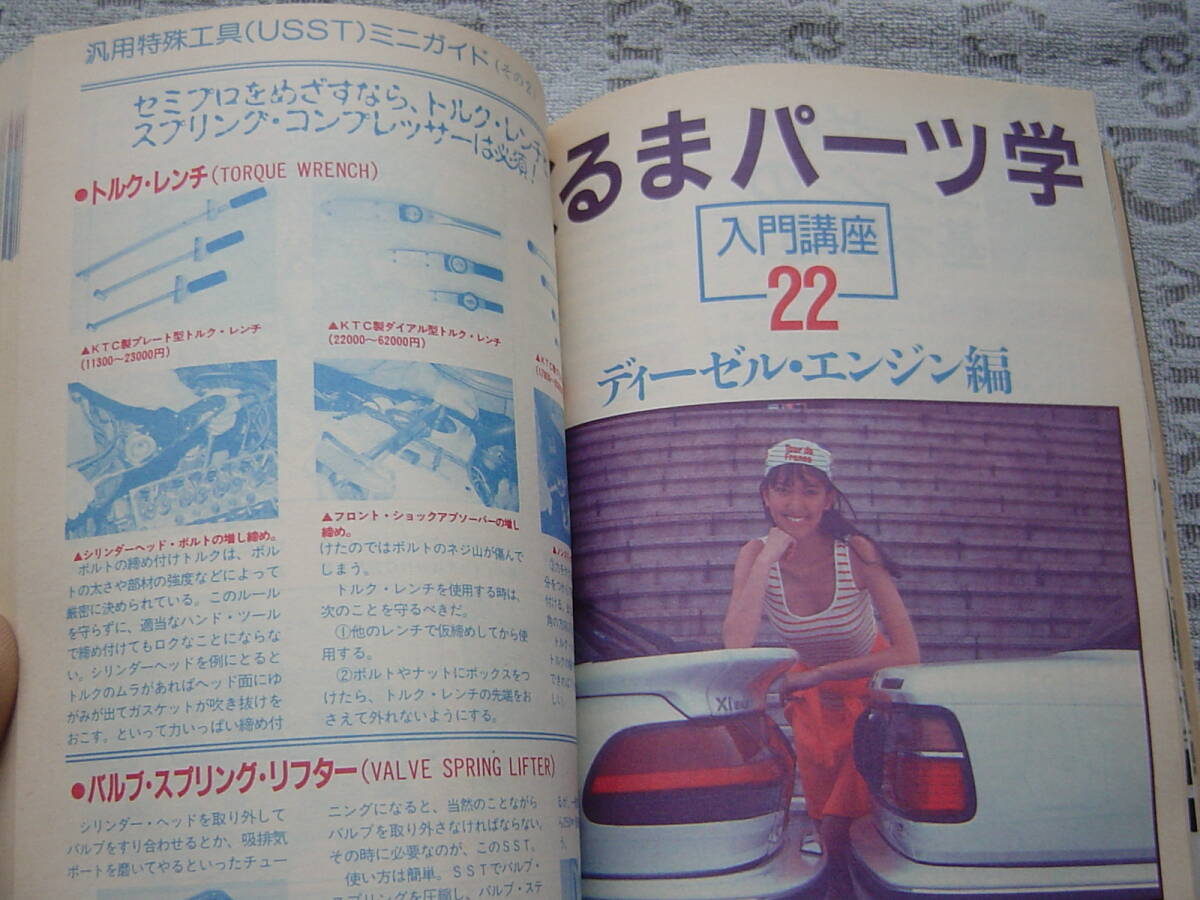 汎用特殊工具(USST)ミニガイド(その2)
セミプロをめざすなら、トルク・レンチ
スプリング・コンプレッサーは必須!
●トルク・レンチ(TORQUE WRENCH)
▲KTC製プレート型トルク・レンチ
(11300〜23000円)
▲KTC製ダイアル型トルク・レンチ
(22000〜62000円)
▲シリンダーヘッド・ボルトの増し締め。
ボルトの締め付けトルクは、ボル
トの太さや部材の強度などによって
厳密に決められている。このルール
を守らずに、適当なハンド・ツール
で締め付けてもロクなことにならな
い。シリンダーヘッドを例にとると
トルクのムラがあればヘッド面にゆ
がみが出てガスケットが吹き抜けを
おこす。といって力いっぱい締め付
▲フロント・ショックアブソーバーの増し
締め。
けたのではボルトのネジ山が傷んで
しまう。
トルク・レンチを使用する時は、
次のことを守るべきだ。
①他のレンチで仮締めしてから使
用する。
②ボルトやナットにボックスをつ
けたら、トルク・レンチの先端をお
さえて外れないようにする。
●バルブ・スプリング・リフター(VALVE SPRING LIFTER)
シリンダー・ヘッドを取り外して
バルブをすり合わせるとか、吸排気
ポートを磨いてやるといったチュー
ニングになると、当然のことながら
バルブを取り外さなければならない。
その時に必要なのが、このSST。
使い方は簡単。SSTでバルブ・
スプリングを圧縮し、バルブ・ステ
るまパーツ学
入門講座
22
ディーゼル・エンジン編
Tour de
France